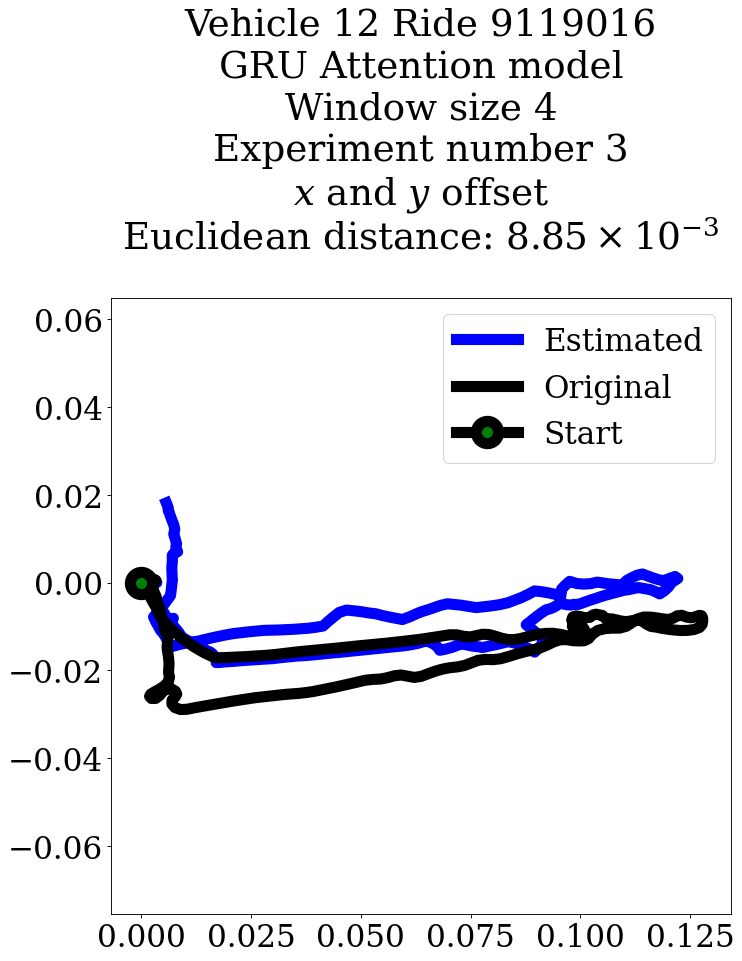 Vehicle 12 Ride 9119016
GRU Attention model
Window size 4
Experiment number 3
x and y offset
Euclidean distance: 8.85 × 10⁻³
Estimated
Original
Start
0.06
0.04
0.02
0.00
−0.02
−0.04
−0.06
0.000 0.025 0.050 0.075 0.100 0.125